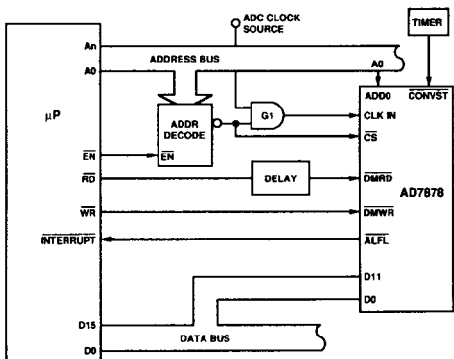 ADC CLOCK
SOURCE
TIMER
An
A0
ADDRESS BUS
A0
μP
ADDR
DECODE
EN
EN
G1
ADD0
CONVST
CLK IN
CS
RD
DELAY
DMRD
AD7878
WR
DMWR
INTERRUPT
ALFL
D11
D0
D15
D0
DATA BUS